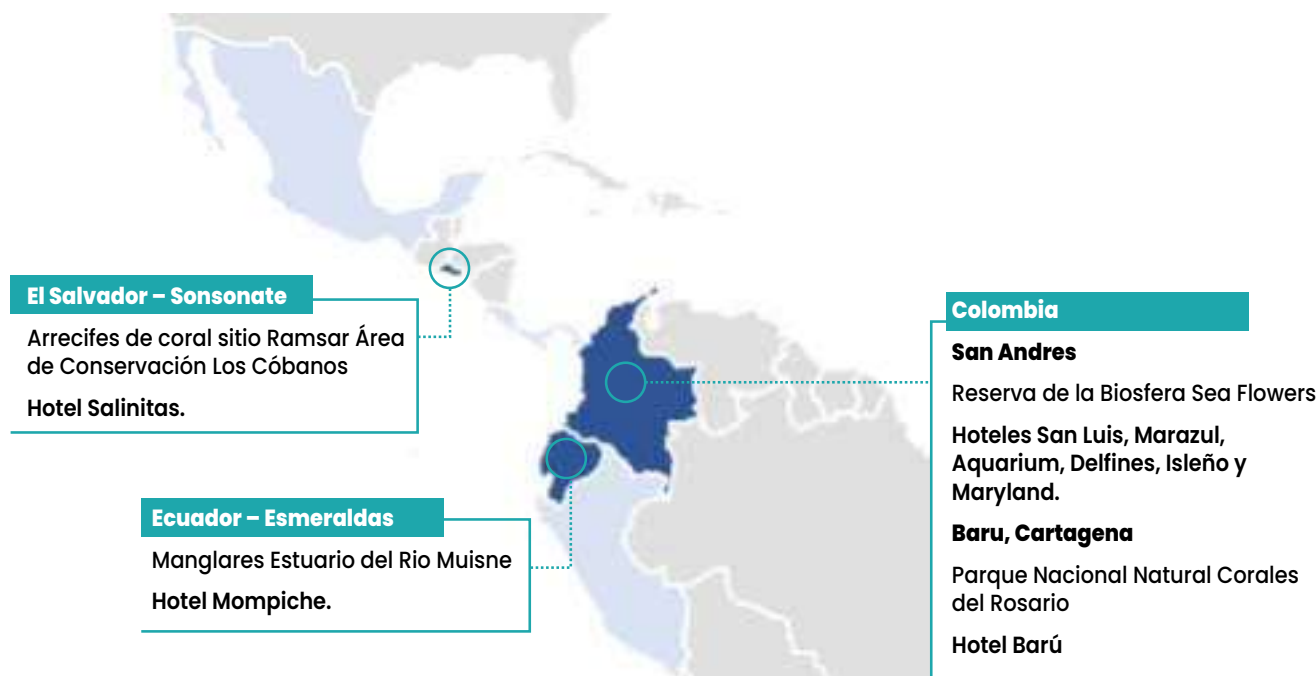 El Salvador – Sonsonate
Arrecifes de coral sitio Ramsar Área
de Conservación Los Cóbanos
Hotel Salinitas.
Ecuador – Esmeraldas
Manglares Estuario del Rio Muisne
Hotel Mompiche.
Colombia
San Andres
Reserva de la Biosfera Sea Flowers
Hoteles San Luis, Marazul,
Aquarium, Delfines, Isleño y
Maryland.
Baru, Cartagena
Parque Nacional Natural Corales
del Rosario
Hotel Barú